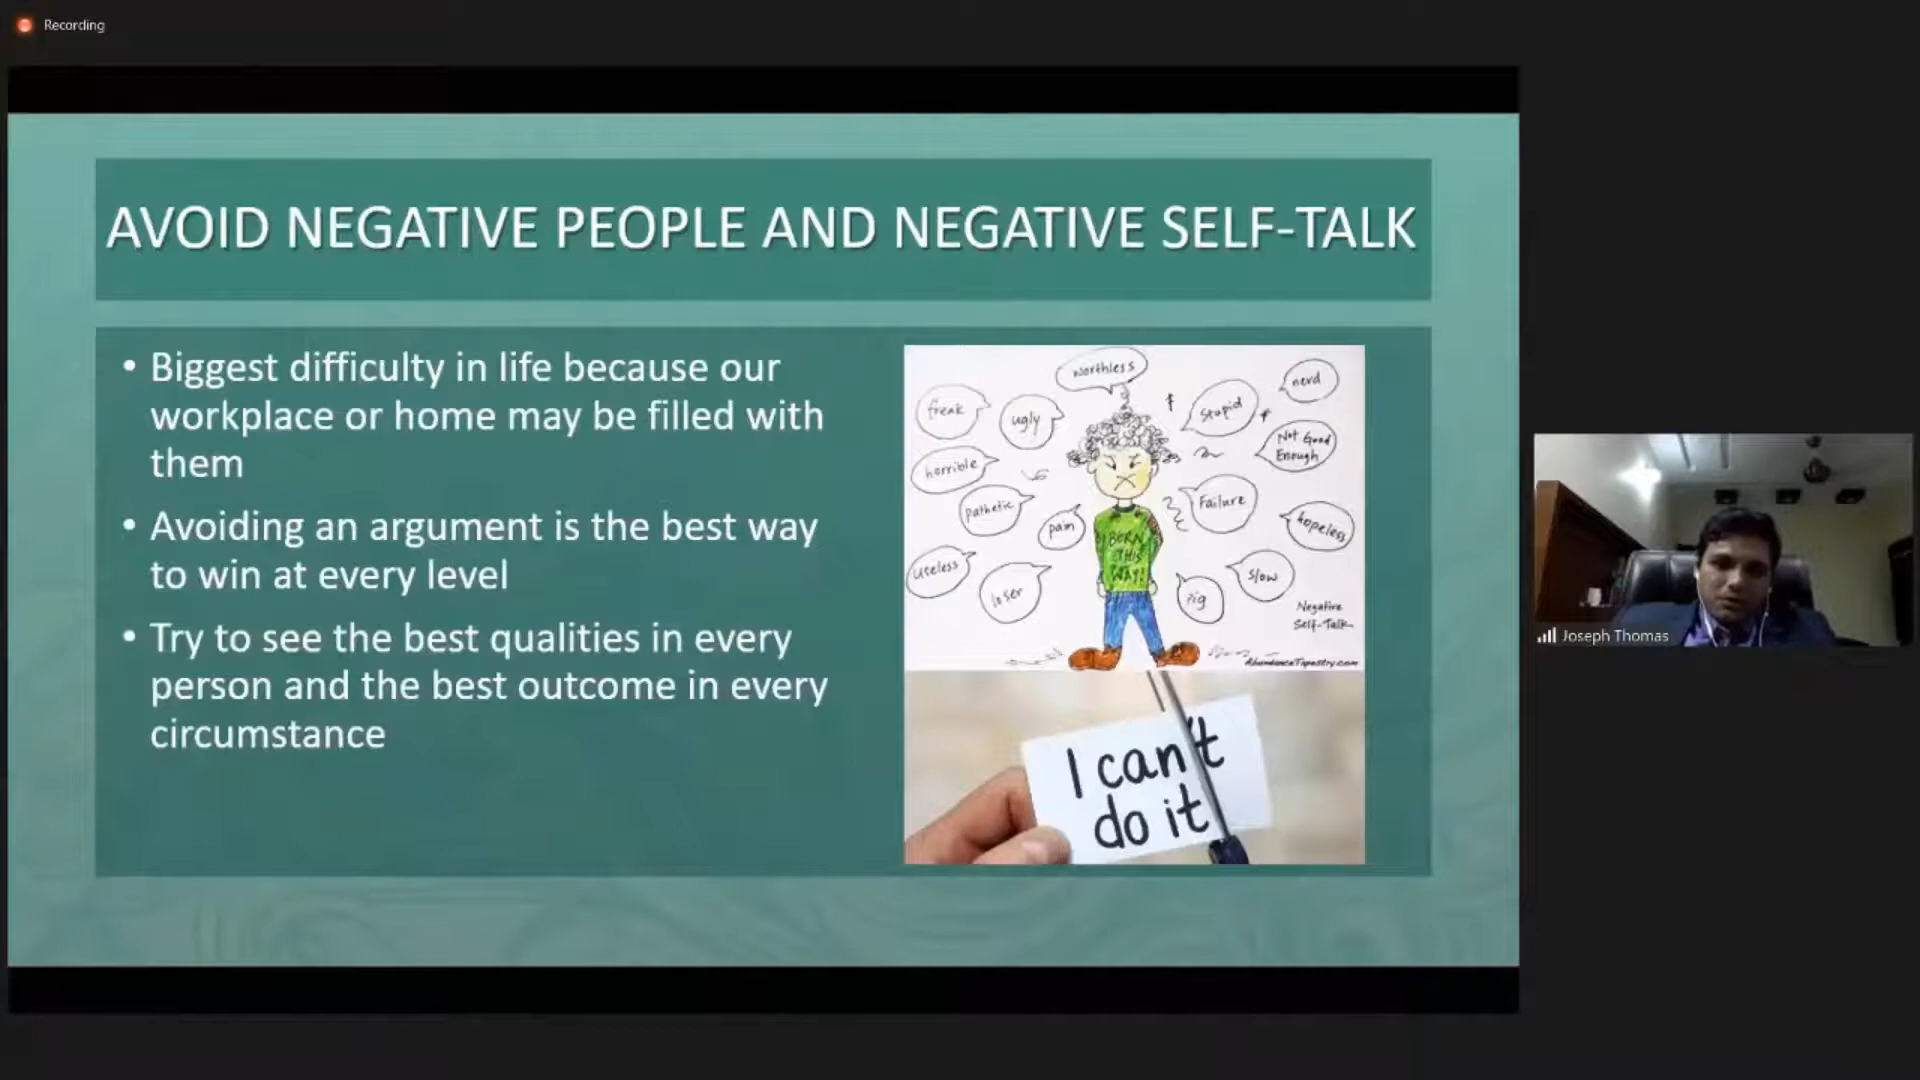 Recording
AVOID NEGATIVE PEOPLE AND NEGATIVE SELF-TALK
• Biggest difficulty in life because our
workplace or home may be filled with
them
• Avoiding an argument is the best way
to win at every level
• Try to see the best qualities in every
person and the best outcome in every
circumstance
worthless
freak
ugly
stupid
nerd
horrible
Not Good
Enough
pathetic
pain
Failure
hopeless
BORN
THIS
WAY!
useless
loser
Pig
Slow
Negative
Self-Talk
AbundanceTapestry.com
I can't
do it
Joseph Thomas